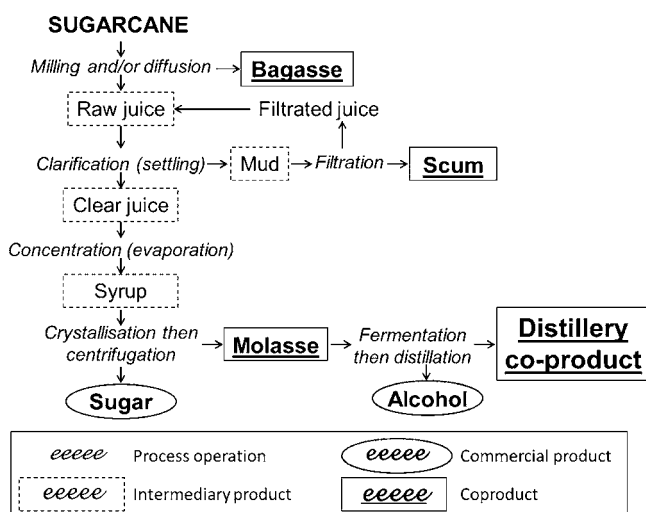 SUGARCANE
Milling and/or diffusion
Bagasse
Raw juice
Filtrated juice
Clarification (settling)
Mud
Filtration
Scum
Clear juice
Concentration (evaporation)
Syrup
Crystallisation then
centrifugation
Molasse
Fermentation
then distillation
Distillery
co-product
Sugar
Alcohol
eeeee Process operation
eeeee Commercial product
eeeee Intermediary product
eeeee Coproduct